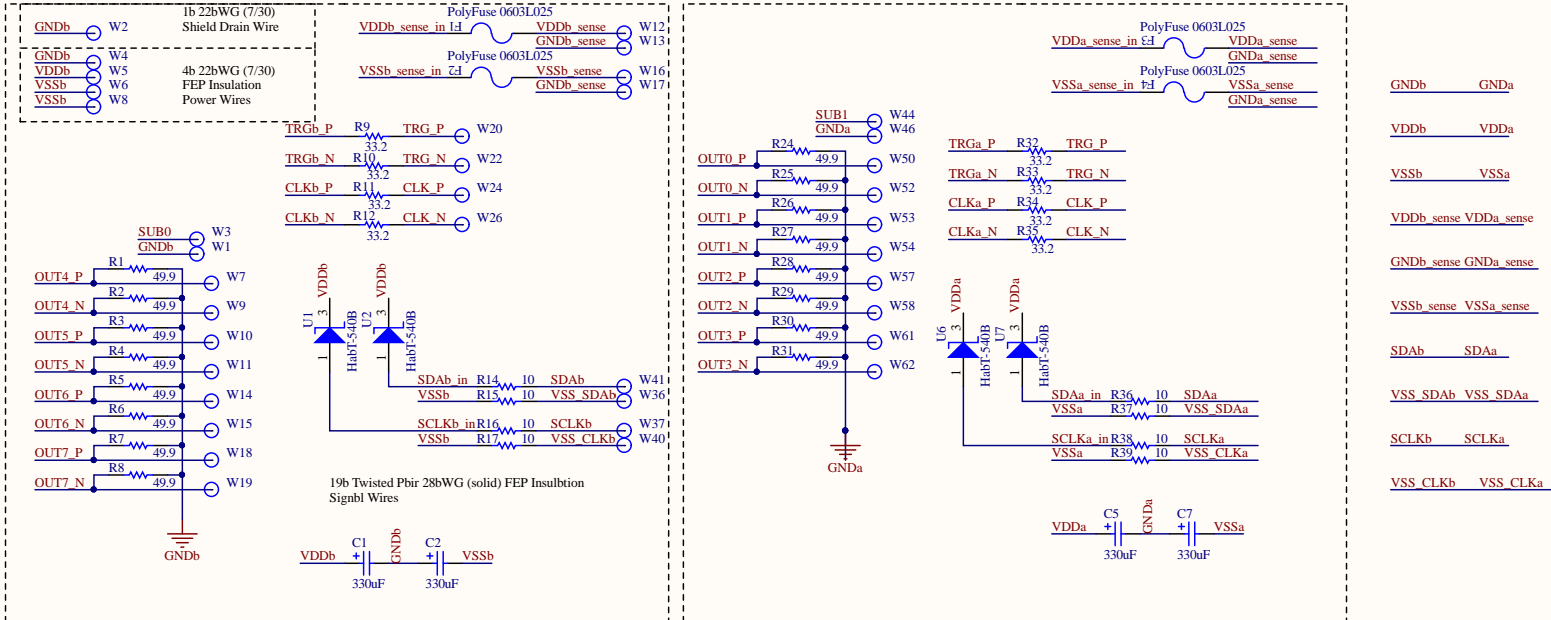 1b 22bWG (7/30)
Shield Drain Wire
GNDb W2
GNDb W4
VDDb W5
VSSb W6
VSSb W8
4b 22bWG (7/30)
FEP Insulation
Power Wires
PolyFuse 0603L025
VDDb_sense_in F1 VDDb_sense W12
GNDb_sense W13
PolyFuse 0603L025
VSSb_sense_in F2 VSSb_sense W16
GNDb_sense W17
TRGb_P R9 TRG_P W20
33.2
TRGb_N R10 TRG_N W22
33.2
CLKb_P R11 CLK_P W24
33.2
CLKb_N R12 CLK_N W26
33.2
SUB0 W3
GNDb W1
R1
OUT4_P 49.9 W7
R2
OUT4_N 49.9 W9
R3
OUT5_P 49.9 W10
R4
OUT5_N 49.9 W11
R5
OUT6_P 49.9 W14
R6
OUT6_N 49.9 W15
R7
OUT7_P 49.9 W18
R8
OUT7_N 49.9 W19
GNDb
VDDb VDDb
U1 3 1 HabT-540B
U2 3 1 HabT-540B
SDAb_in R14 10 SDAb W41
VSSb R15 10 VSS_SDAb W36
SCLKb_in R16 10 SCLKb W37
VSSb R17 10 VSS_CLKb W40
19b Twisted Pbir 28bWG (solid) FEP Insulbtion
Signbl Wires
VDDb C1 GNDb C2 VSSb
+ +
330uF 330uF
PolyFuse 0603L025
VDDa_sense_in F3 VDDa_sense
GNDa_sense
PolyFuse 0603L025
VSSa_sense_in F4 VSSa_sense
GNDa_sense
SUB1 W44
GNDa W46
R24
OUT0_P 49.9 W50
R25
OUT0_N 49.9 W52
R26
OUT1_P 49.9 W53
R27
OUT1_N 49.9 W54
R28
OUT2_P 49.9 W57
R29
OUT2_N 49.9 W58
R30
OUT3_P 49.9 W61
R31
OUT3_N 49.9 W62
GNDa
TRGa_P R32 TRG_P
33.2
TRGa_N R33 TRG_N
33.2
CLKa_P R34 CLK_P
33.2
CLKa_N R35 CLK_N
33.2
VDDa VDDa
U6 3 1 HabT-540B
U7 3 1 HabT-540B
SDAa_in R36 10 SDAa
VSSa R37 10 VSS_SDAa
SCLKa_in R38 10 SCLKa
VSSa R39 10 VSS_CLKa
VDDa C5 GNDa C7 VSSa
+ +
330uF 330uF
GNDb GNDa
VDDb VDDa
VSSb VSSa
VDDb_sense VDDa_sense
GNDb_sense GNDa_sense
VSSb_sense VSSa_sense
SDAb SDAa
VSS_SDAb VSS_SDAa
SCLKb SCLKa
VSS_CLKb VSS_CLKa